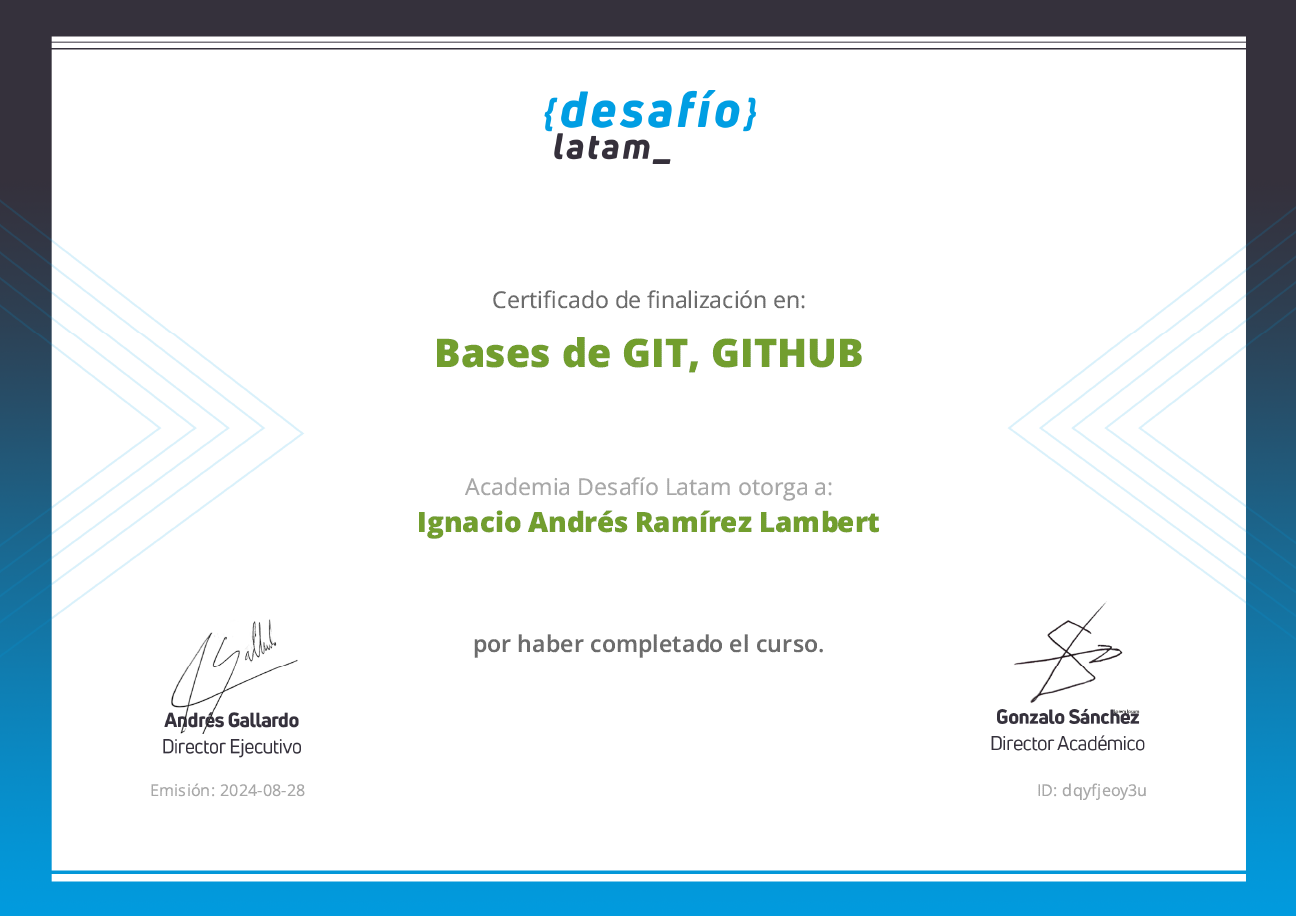 {desafío}
latam_
Certificado de finalización en:
Bases de GIT, GITHUB
Academia Desafío Latam otorga a:
Ignacio Andrés Ramírez Lambert
por haber completado el curso.
Andrés Gallardo
Director Ejecutivo
Gonzalo Sánchez
Director Académico
Emisión: 2024-08-28
ID: dqyfjeoy3u